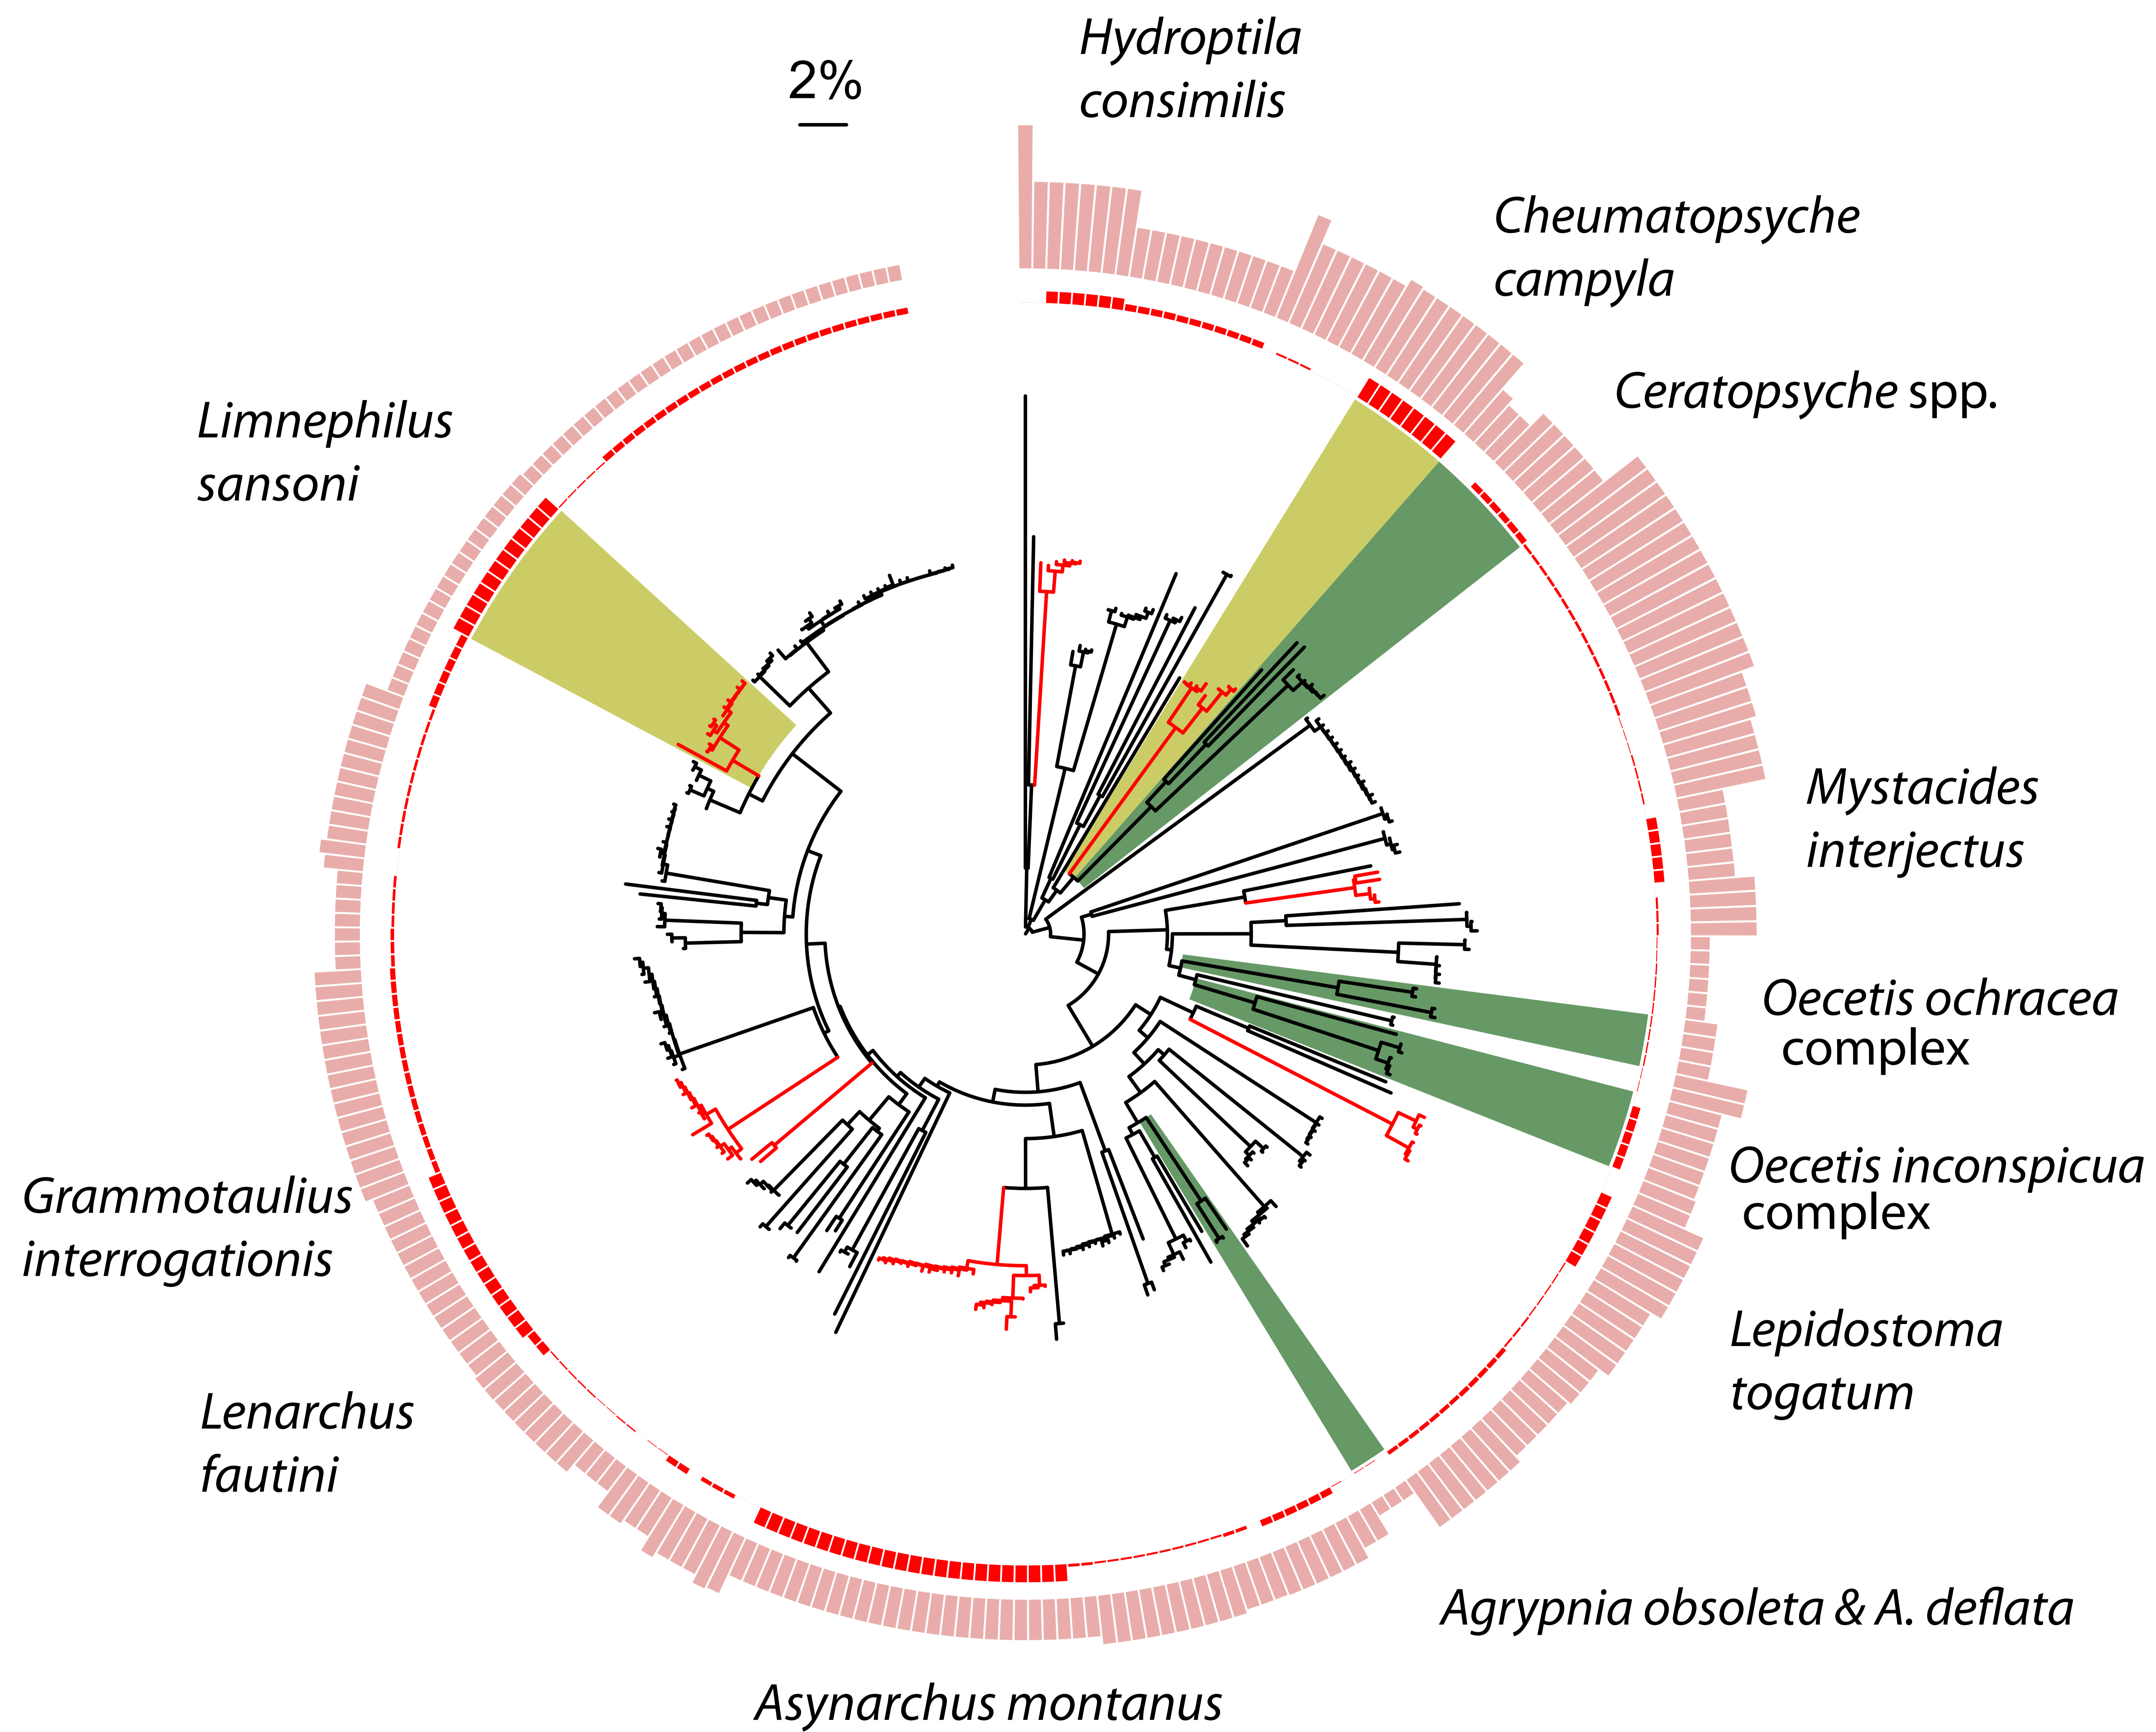 Hydroptila
consimilis
2%
Cheumatopsyche
campyla
Ceratopsyche spp.
Limnephilus
sansoni
Mystacides
interjectus
Oecetis ochracea
complex
Oecetis inconspicua
complex
Grammotaulius
interrogationis
Lepidostoma
togatum
Lenarchus
fautini
Agrypnia obsoleta & A. deflata
Asynarchus montanus